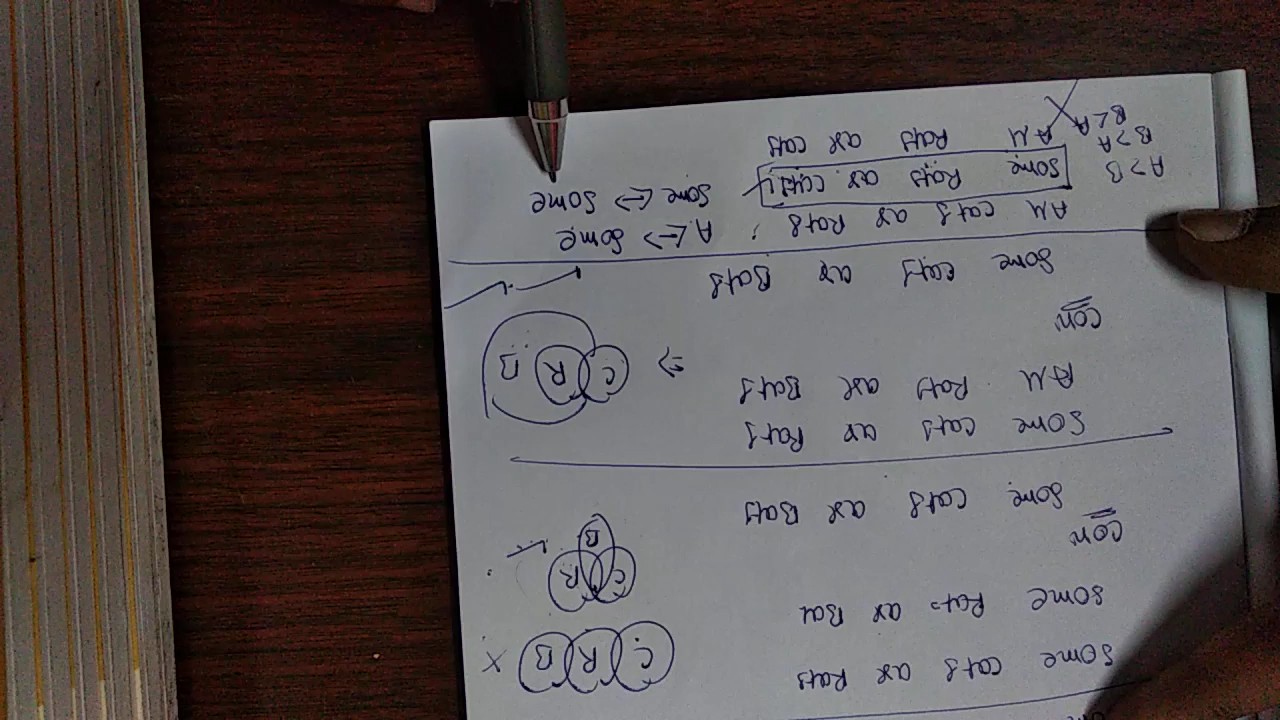 some cats are Rats
C R B ×
some Rats are Bat
C R B
con
some cats are Bats
some cats are Rats
All Rats are Bats
⇒ C R B
con
some cats are Bats
All cats are Rats : A <-> some
some Rats are cats some <-> some
All Rats are cats
A > B
B > A
B < A